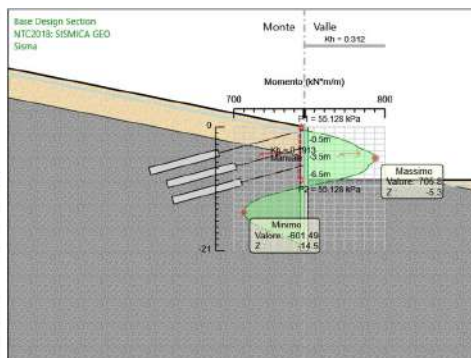 Base Design Section
NTC2018: SISMICA GEO
Sisma
Monte Valle
Kh = 0.312
Momento (kN*m/m)
700 800
0
P1 = 55.128 kPa
-0.5m
-3.5m
-6.5m
P2 = 55.128 kPa
Massimo
Z -5.3
Minimo
Valore: -601.49
Z -14.5
-21